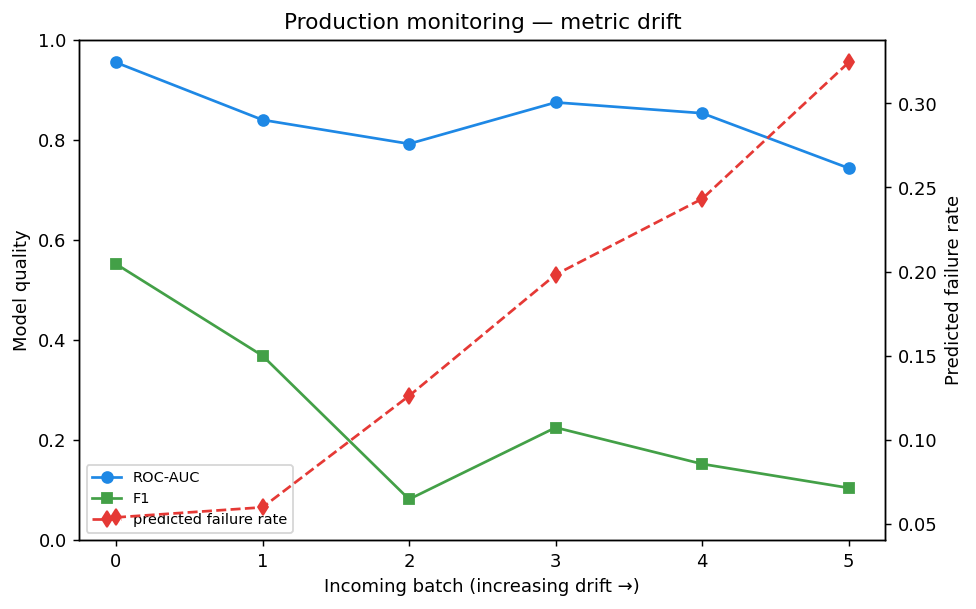 Production monitoring — metric drift
1.0
0.8
0.6
0.4
0.2
0.0
Model quality
0.30
0.25
0.20
0.15
0.10
0.05
Predicted failure rate
ROC-AUC
F1
predicted failure rate
0 1 2 3 4 5
Incoming batch (increasing drift →)